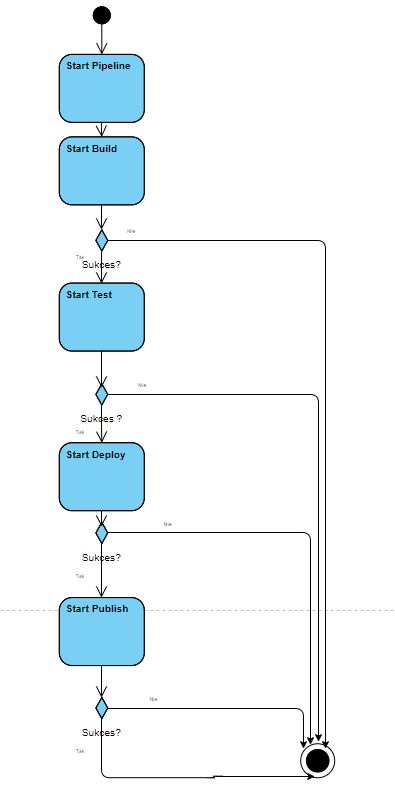 Start Pipeline
Start Build
Nie
Tak
Sukces?
Start Test
Nie
Sukces ?
Tak
Start Deploy
Nie
Sukces?
Tak
Start Publish
Nie
Sukces?
Tak